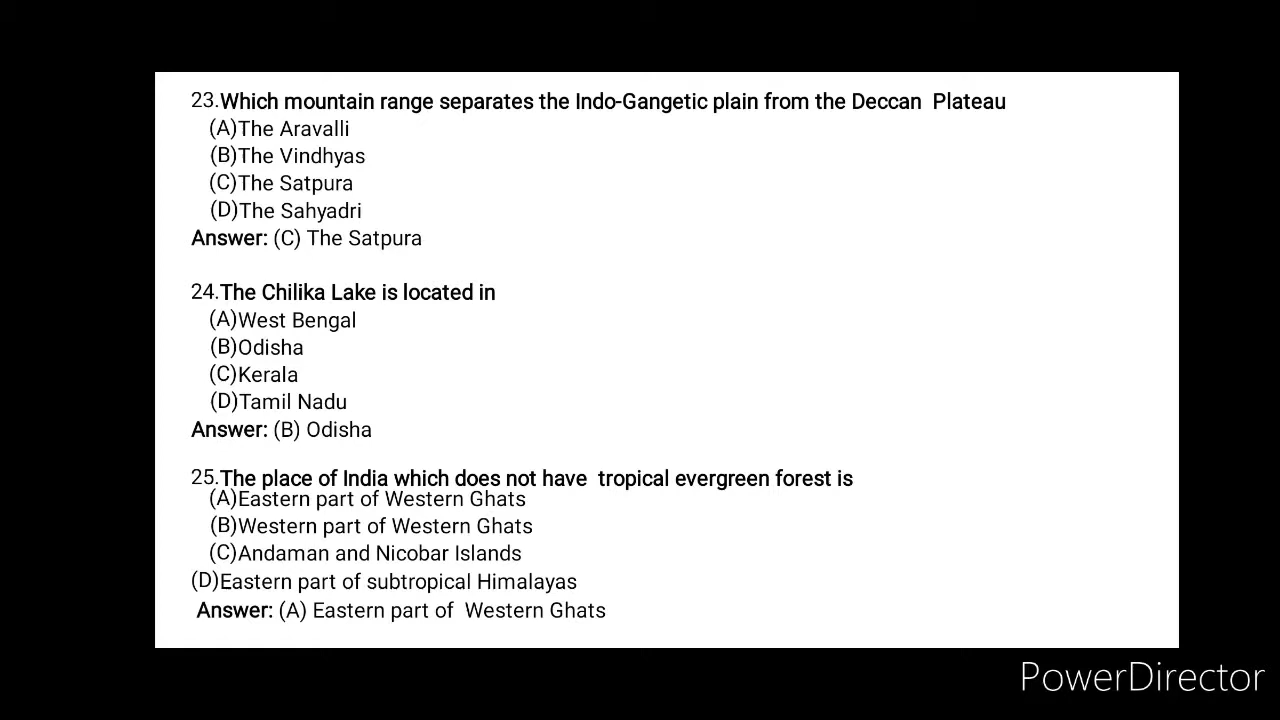 23.Which mountain range separates the Indo-Gangetic plain from the Deccan Plateau
(A)The Aravalli
(B)The Vindhyas
(C)The Satpura
(D)The Sahyadri
Answer: (C) The Satpura
24.The Chilika Lake is located in
(A)West Bengal
(B)Odisha
(C)Kerala
(D)Tamil Nadu
Answer: (B) Odisha
25.The place of India which does not have tropical evergreen forest is
(A)Eastern part of Western Ghats
(B)Western part of Western Ghats
(C)Andaman and Nicobar Islands
(D)Eastern part of subtropical Himalayas
Answer: (A) Eastern part of Western Ghats
PowerDirector